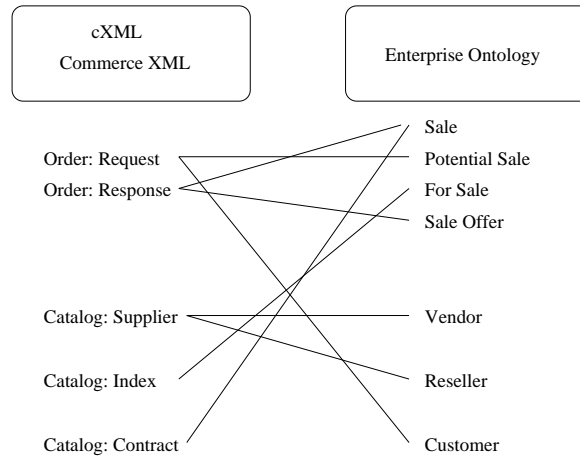 cXML
Commerce XML
Enterprise Ontology
Sale
Order: Request
Potential Sale
Order: Response
For Sale
Sale Offer
Catalog: Supplier
Vendor
Catalog: Index
Reseller
Catalog: Contract
Customer